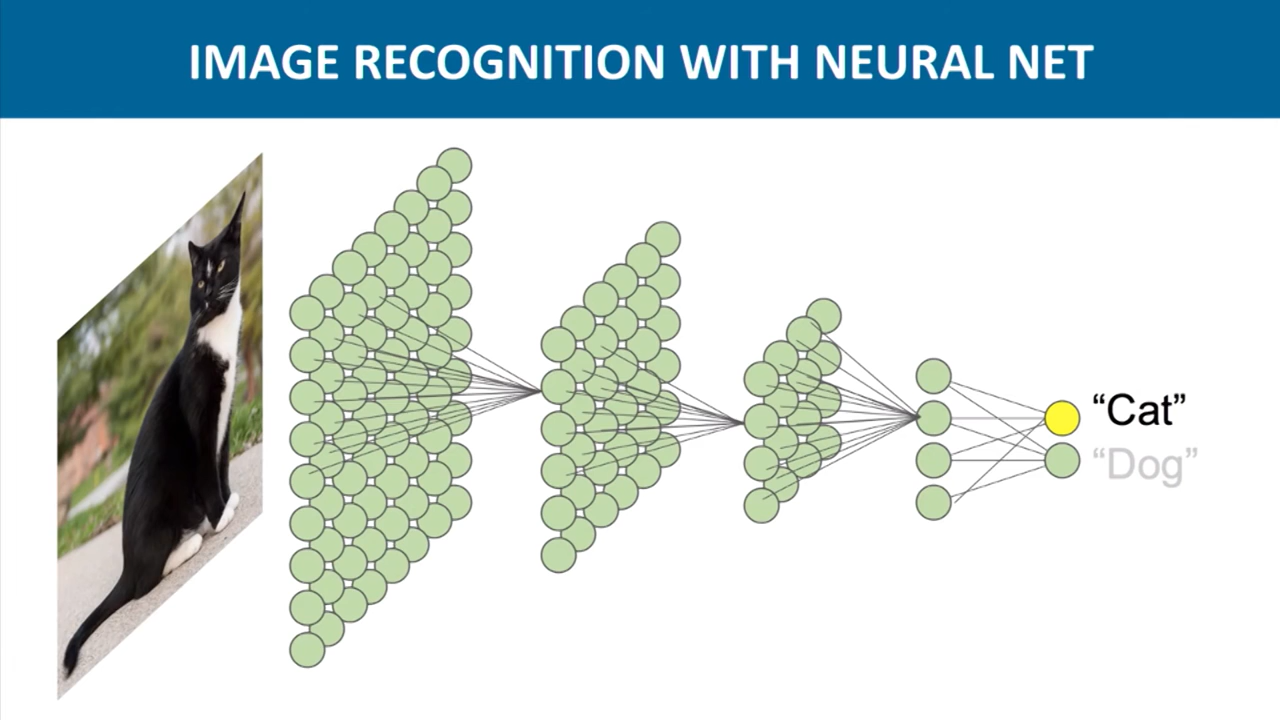 IMAGE RECOGNITION WITH NEURAL NET
“Cat”
“Dog”